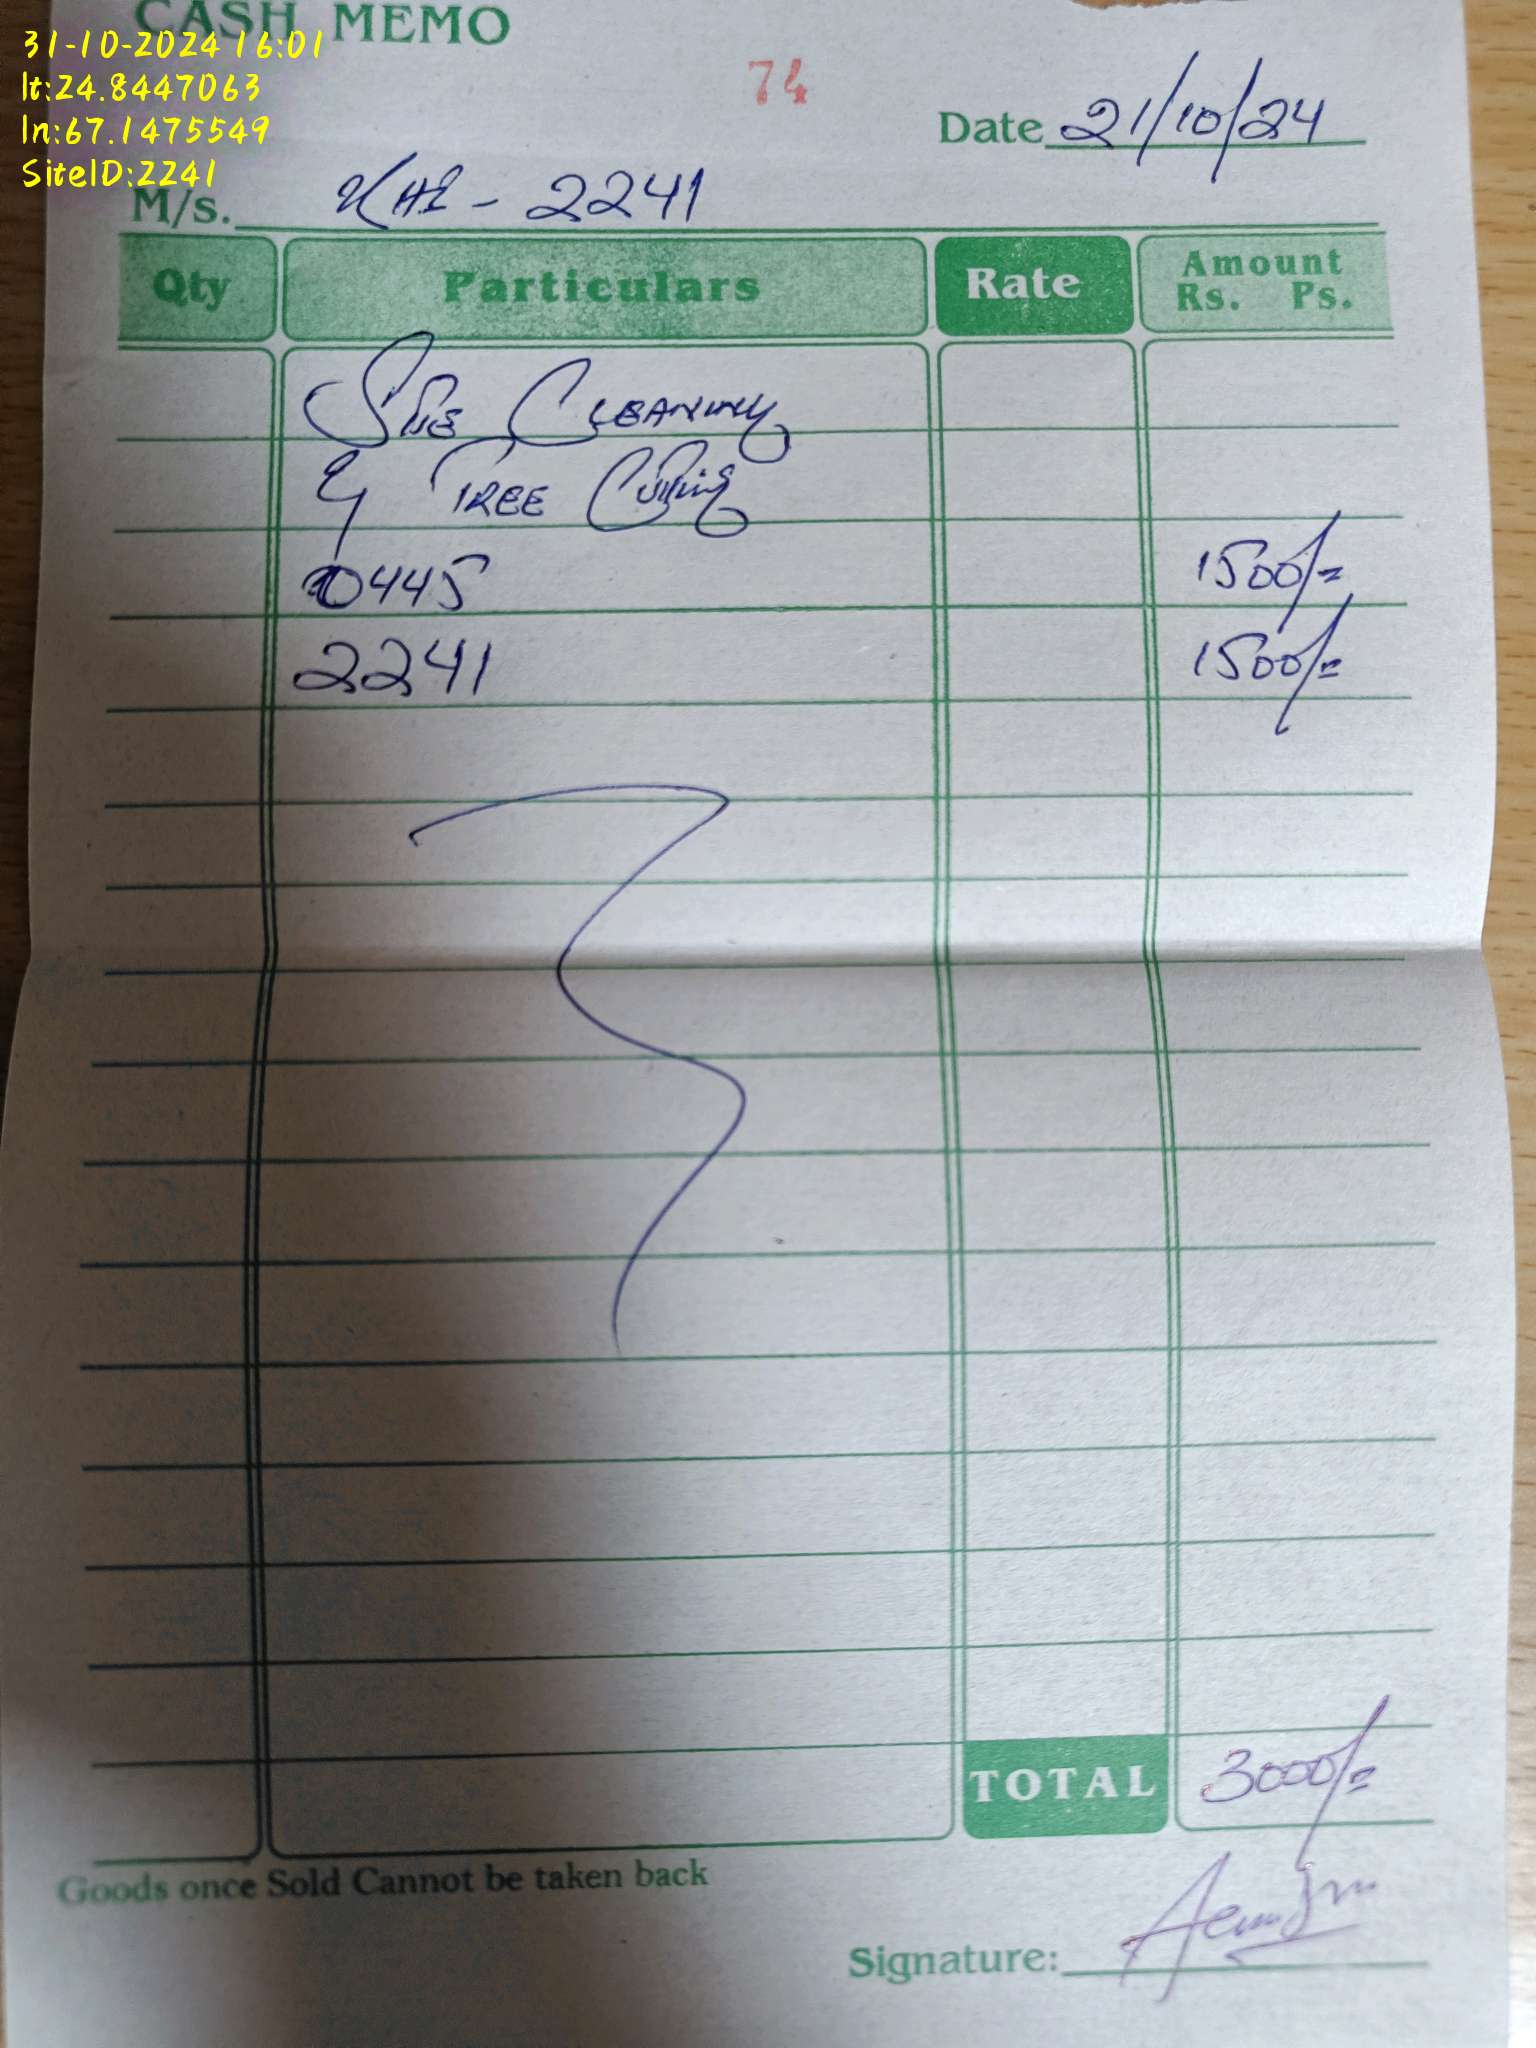 CASH MEMO
31-10-2024 16:01
lt:24.8447063
ln:67.1475549
SiteID:2241
74
Date 21/10/24
M/s. KHI - 2241
Qty Particulars Rate Amount Rs. Ps.
Site Cleaning
& Tree Cutting
0445 1500/=
2241 1500/=
TOTAL 3000/=
Goods once Sold Cannot be taken back
Signature: